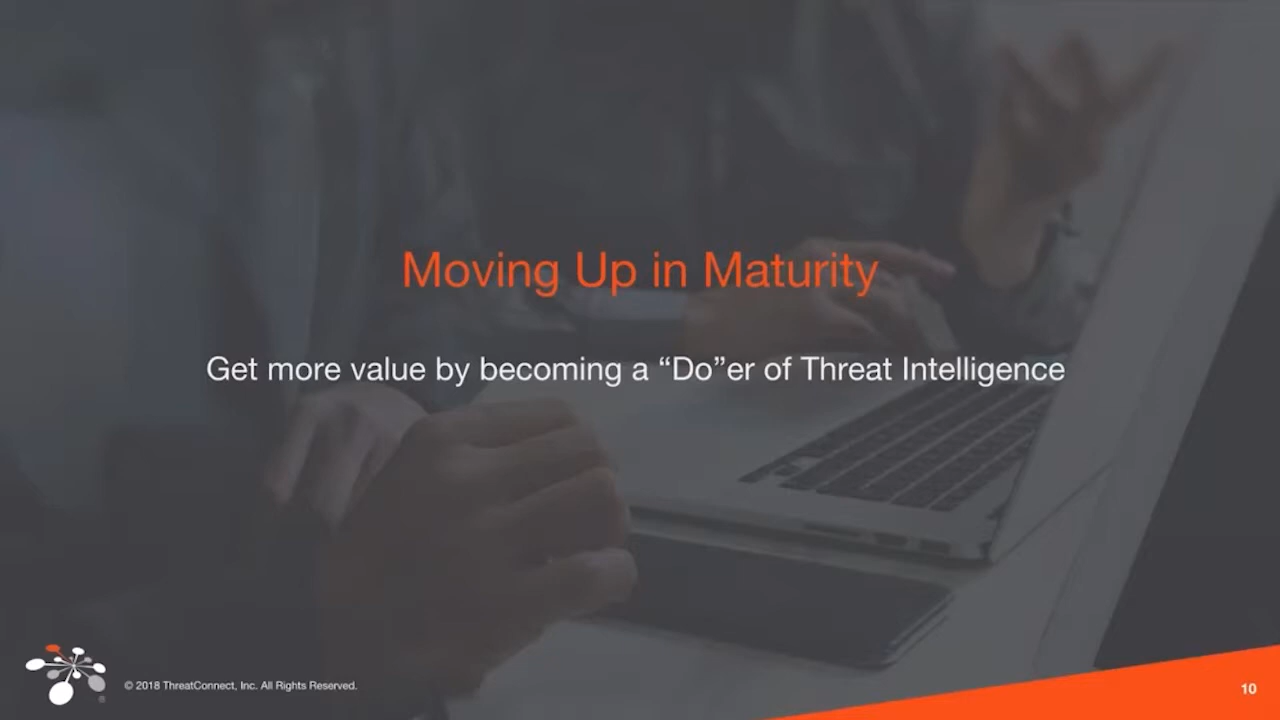 Moving Up in Maturity
Get more value by becoming a “Do”er of Threat Intelligence
© 2018 ThreatConnect, Inc. All Rights Reserved.
10